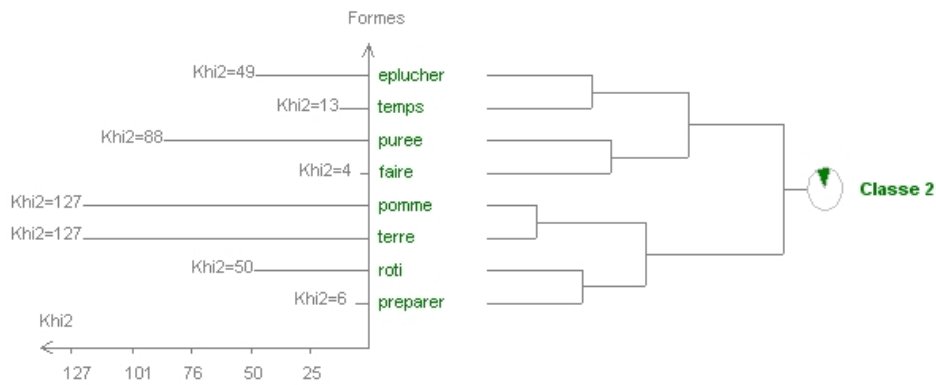 Formes
Khi2=49 eplucher
Khi2=13 temps
Khi2=88 puree
Khi2=4 faire
Khi2=127 pomme
Khi2=127 terre
Khi2=50 roti
Khi2=6 preparer
Classe 2
Khi2
127 101 76 50 25